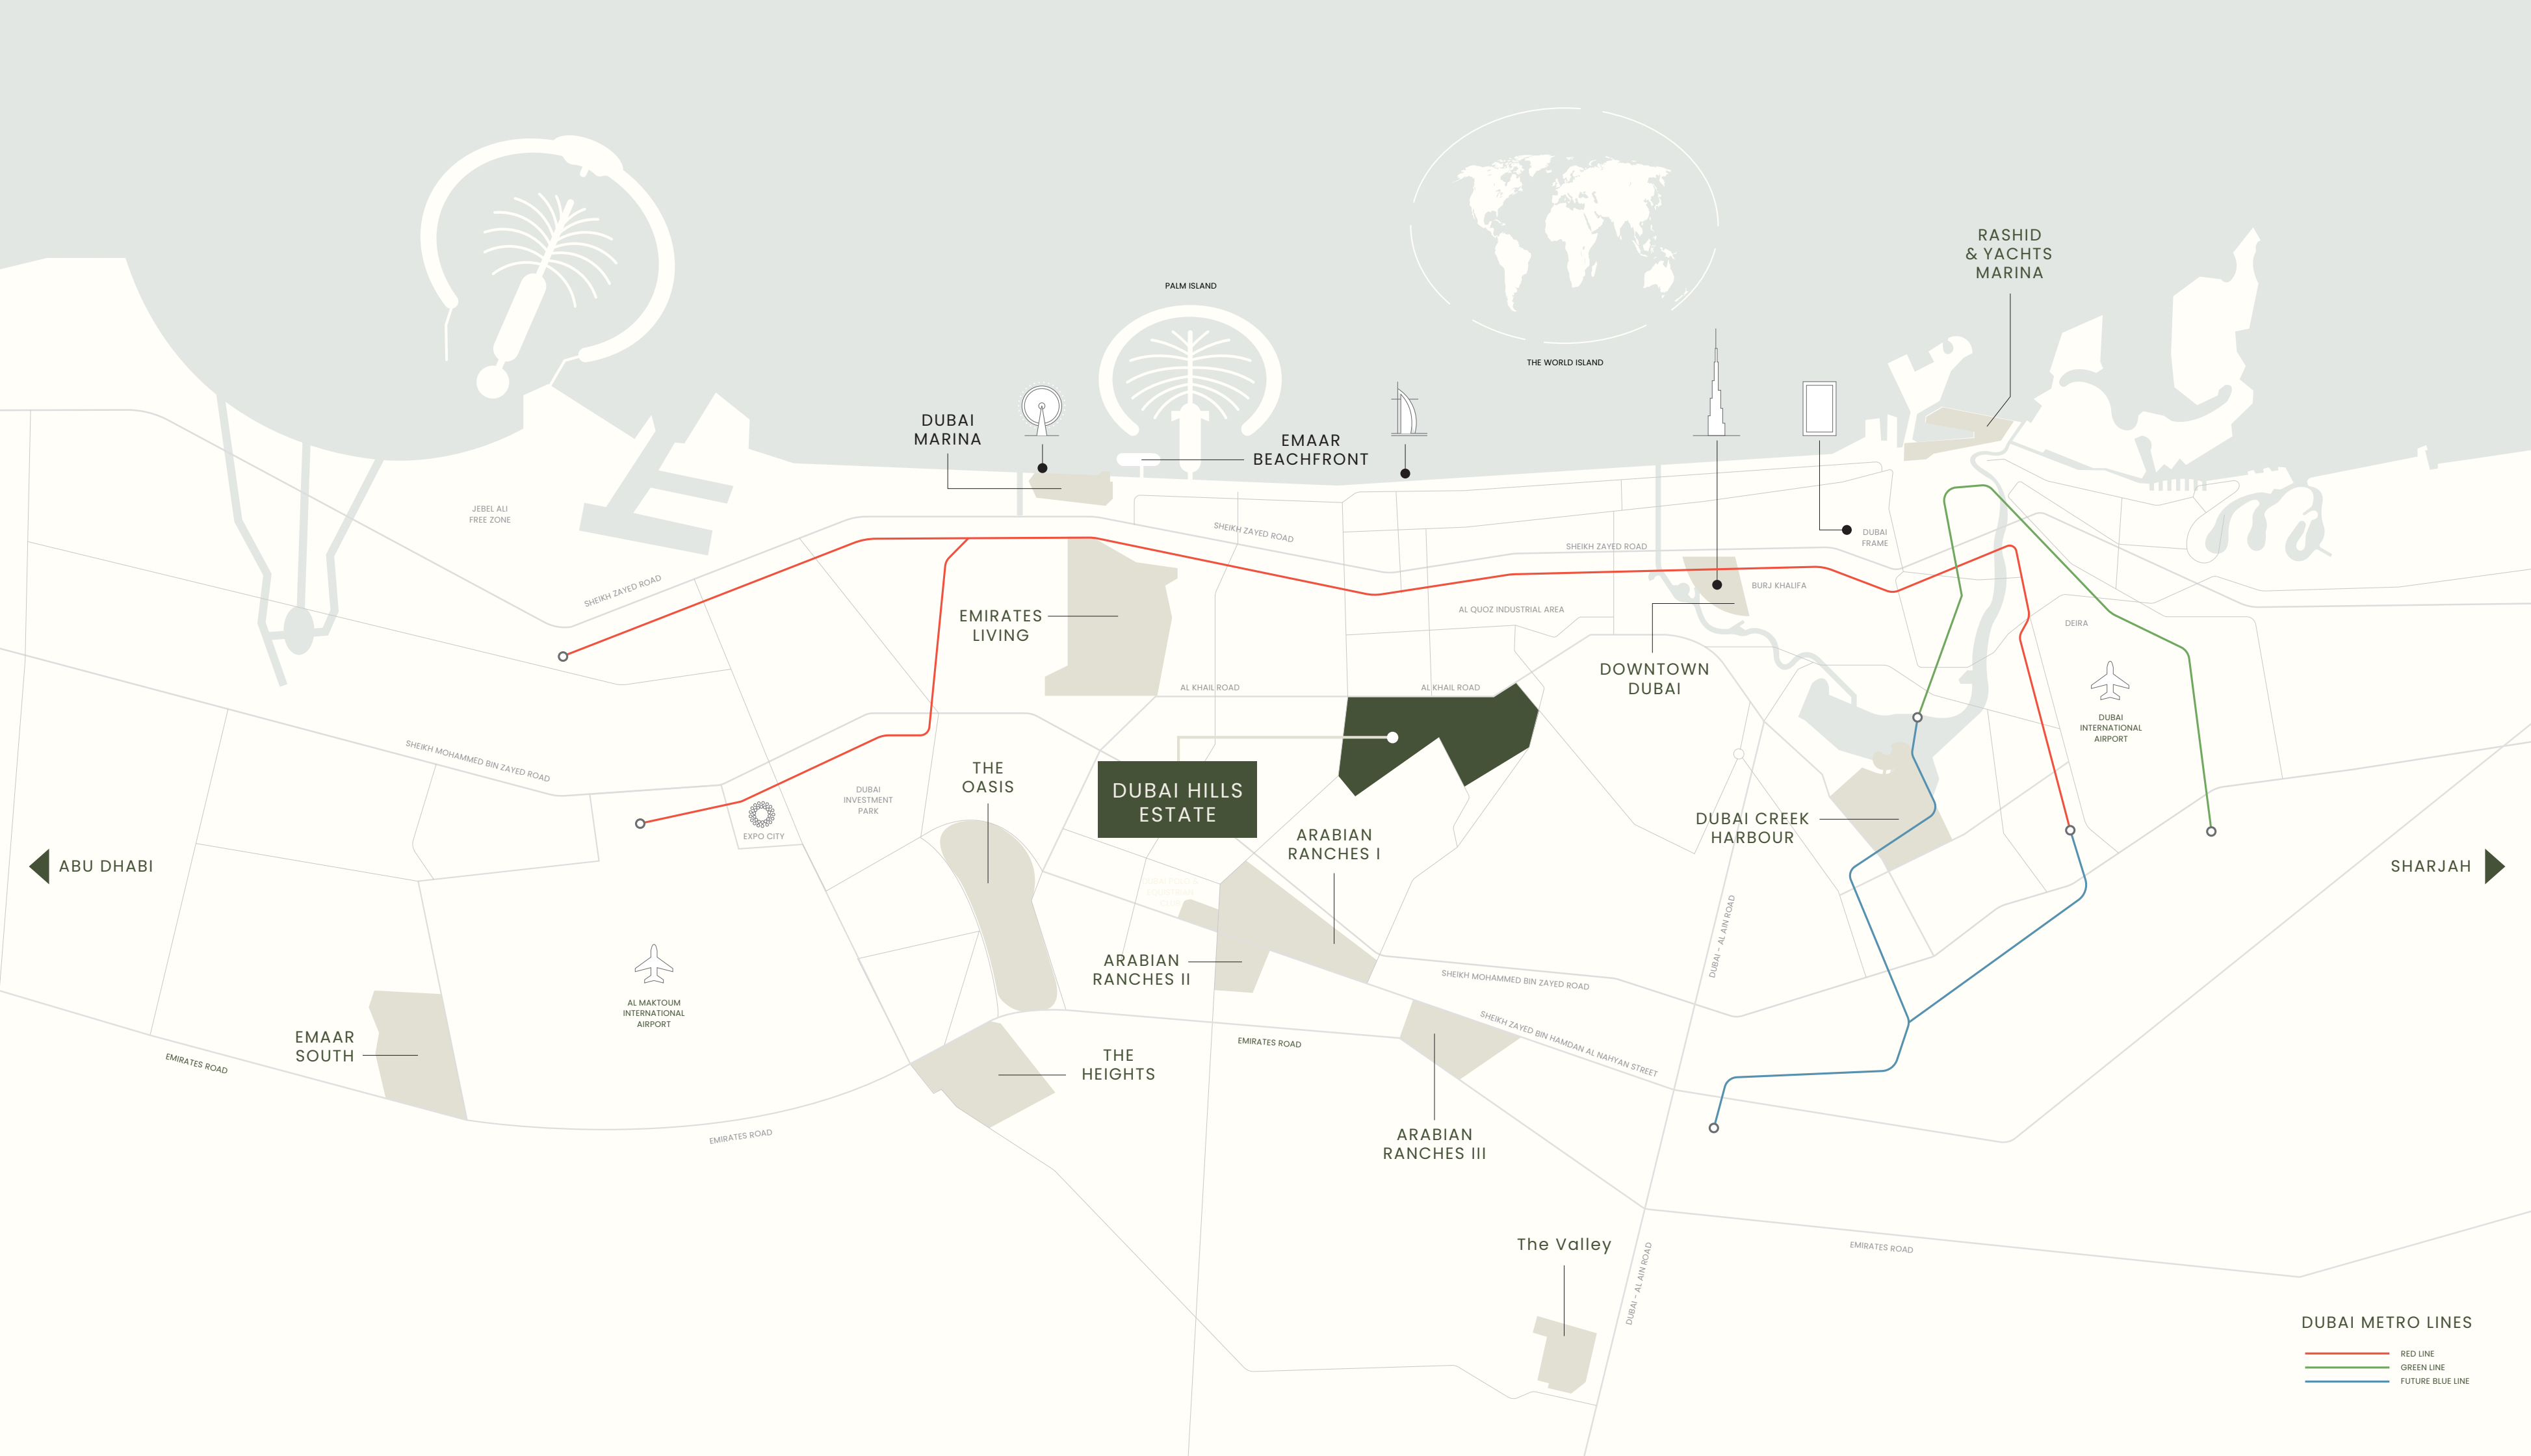 RASHID
& YACHTS
MARINA
PALM ISLAND
THE WORLD ISLAND
DUBAI
MARINA
EMAAR
BEACHFRONT
JEBEL ALI
FREE ZONE
SHEIKH ZAYED ROAD
SHEIKH ZAYED ROAD
SHEIKH ZAYED ROAD
DUBAI
FRAME
BURJ KHALIFA
AL QUOZ INDUSTRIAL AREA
EMIRATES
LIVING
DEIRA
DOWNTOWN
DUBAI
AL KHAIL ROAD
AL KHAIL ROAD
DUBAI
INTERNATIONAL
AIRPORT
SHEIKH MOHAMMED BIN ZAYED ROAD
THE
OASIS
DUBAI
INVESTMENT
PARK
DUBAI HILLS
ESTATE
EXPO CITY
ARABIAN
RANCHES I
DUBAI CREEK
HARBOUR
ABU DHABI
SHARJAH
DUBAI - AL AIN ROAD
ARABIAN
RANCHES II
SHEIKH MOHAMMED BIN ZAYED ROAD
AL MAKTOUM
INTERNATIONAL
AIRPORT
SHEIKH ZAYED BIN HAMDAN AL NAHYAN STREET
EMAAR
SOUTH
EMIRATES ROAD
EMIRATES ROAD
THE
HEIGHTS
EMIRATES ROAD
ARABIAN
RANCHES III
The Valley
EMIRATES ROAD
DUBAI - AL AIN ROAD
DUBAI METRO LINES
RED LINE
GREEN LINE
FUTURE BLUE LINE